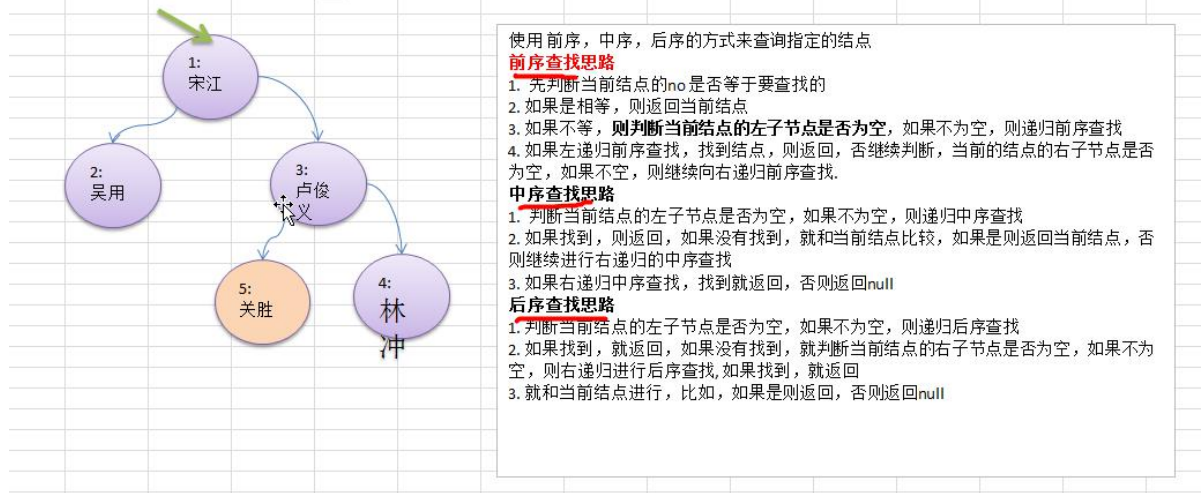 1:
宋江
2:
吴用
3:
卢俊
义
5:
关胜
4:
林
冲
使用前序，中序，后序的方式来查询指定的结点
前序查找思路
1. 先判断当前结点的no是否等于要查找的
2. 如果是相等，则返回当前结点
3. 如果不等，则判断当前结点的左子节点是否为空，如果不为空，则递归前序查找
4. 如果左递归前序查找，找到结点，则返回，否继续判断，当前的结点的右子节点是否
为空，如果不空，则继续向右递归前序查找.
中序查找思路
1. 判断当前结点的左子节点是否为空，如果不为空，则递归中序查找
2. 如果找到，则返回，如果没有找到，就和当前结点比较，如果是则返回当前结点，否
则继续进行右递归的中序查找
3. 如果右递归中序查找，找到就返回，否则返回null
后序查找思路
1. 判断当前结点的左子节点是否为空，如果不为空，则递归后序查找
2. 如果找到，就返回，如果没有找到，就判断当前结点的右子节点是否为空，如果不为
空，则右递归进行后序查找,如果找到，就返回
3. 就和当前结点进行，比如，如果是则返回，否则返回null